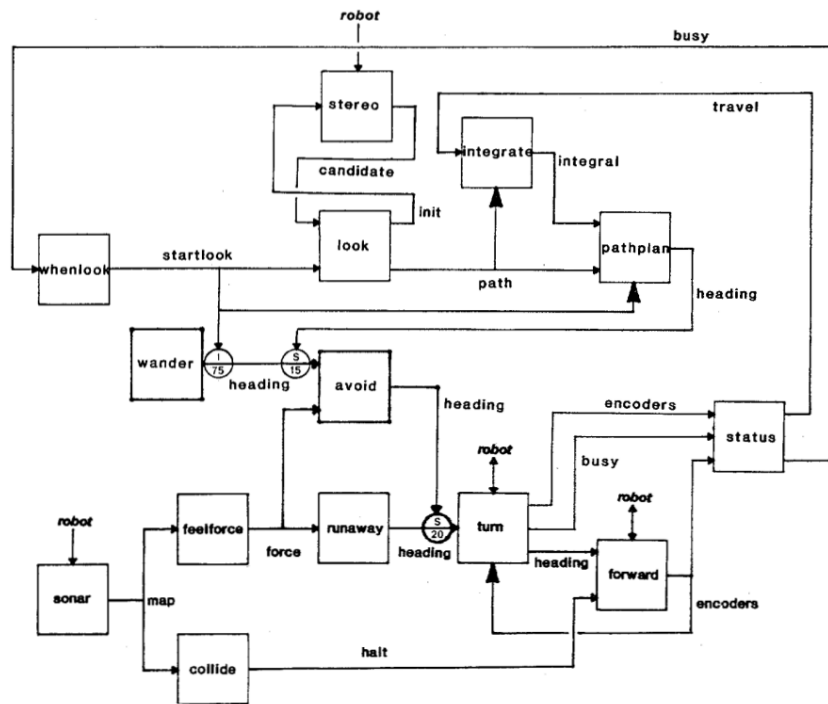 robot
busy
stereo
travel
integrate
integral
candidate
init
look
pathplan
whenlook
startlook
path
heading
wander
I
75
heading
S
15
avoid
heading
encoders
status
busy
robot
robot
robot
feelforce
force
runaway
S
20
heading
turn
heading
forward
sonar
map
encoders
collide
halt